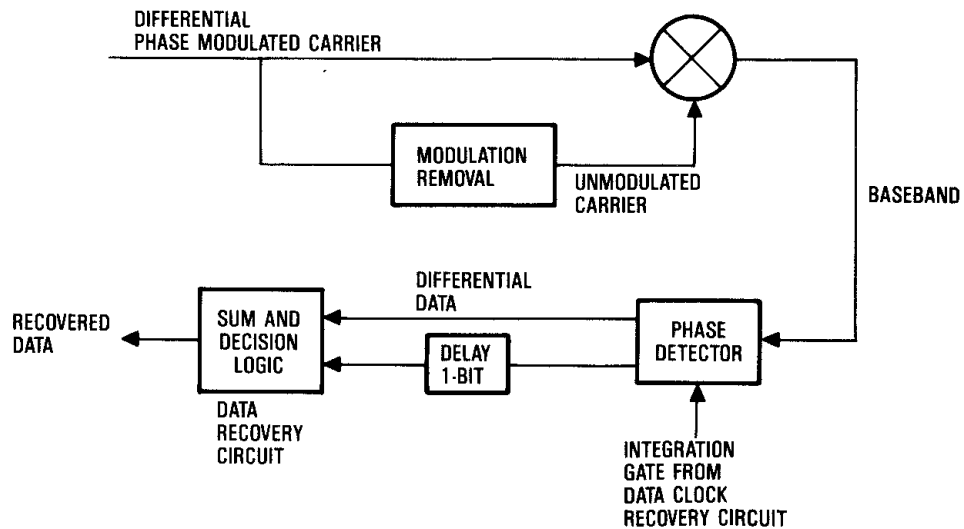 DIFFERENTIAL
PHASE MODULATED CARRIER
MODULATION
REMOVAL
UNMODULATED
CARRIER
BASEBAND
DIFFERENTIAL
DATA
RECOVERED
DATA
SUM AND
DECISION
LOGIC
DELAY
1-BIT
PHASE
DETECTOR
DATA
RECOVERY
CIRCUIT
INTEGRATION
GATE FROM
DATA CLOCK
RECOVERY CIRCUIT